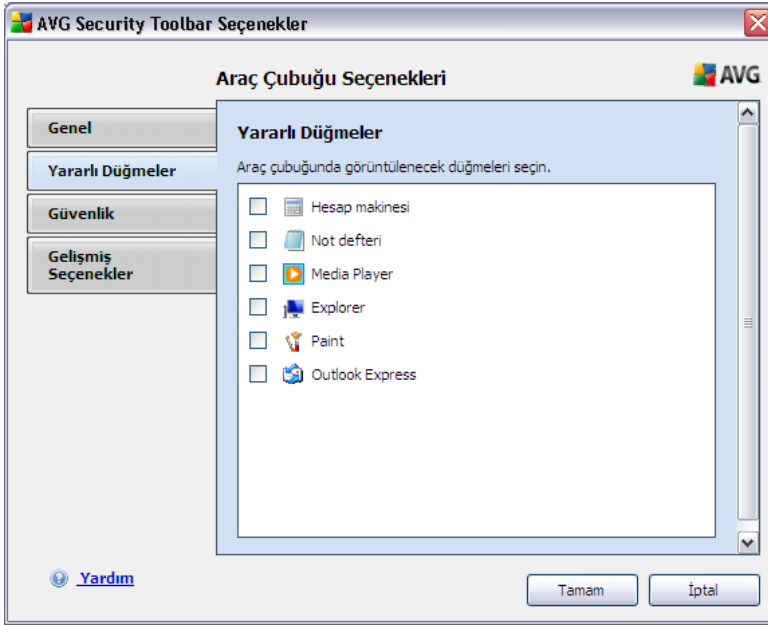 AVG Security Toolbar Seçenekler
Araç Çubuğu Seçenekleri
AVG
Genel
Yararlı Düğmeler
Güvenlik
Gelişmiş
Seçenekler
Yararlı Düğmeler
Araç çubuğunda görüntülenecek düğmeleri seçin.
Hesap makinesi
Not defteri
Media Player
Explorer
Paint
Outlook Express
Yardım
Tamam
İptal